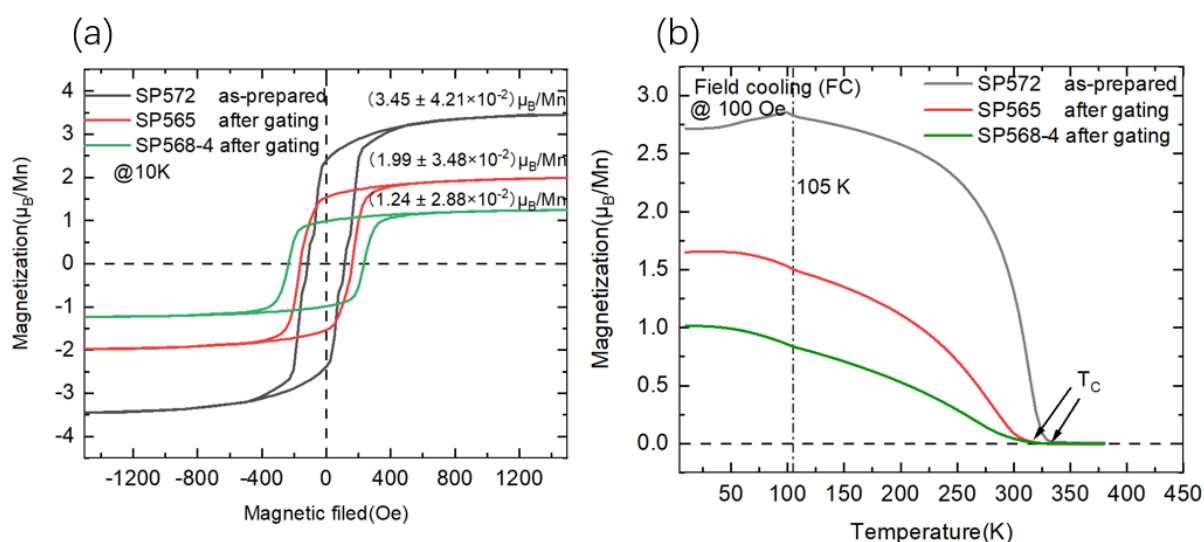 (a)
SP572 as-prepared
SP565 after gating
SP568-4 after gating
@10K
(3.45 ± 4.21×10⁻²)μB/Mn
(1.99 ± 3.48×10⁻²)μB/Mn
(1.24 ± 2.88×10⁻²)μB/Mn
Magnetization(μB/Mn)
4
3
2
1
0
-1
-2
-3
-4
-1200 -800 -400 0 400 800 1200
Magnetic filed(Oe)
(b)
Field cooling (FC)
@ 100 Oe
SP572 as-prepared
SP565 after gating
SP568-4 after gating
105 K
TC
Magnetization(μB/Mn)
3.0
2.5
2.0
1.5
1.0
0.5
0.0
50 100 150 200 250 300 350 400 450
Temperature(K)